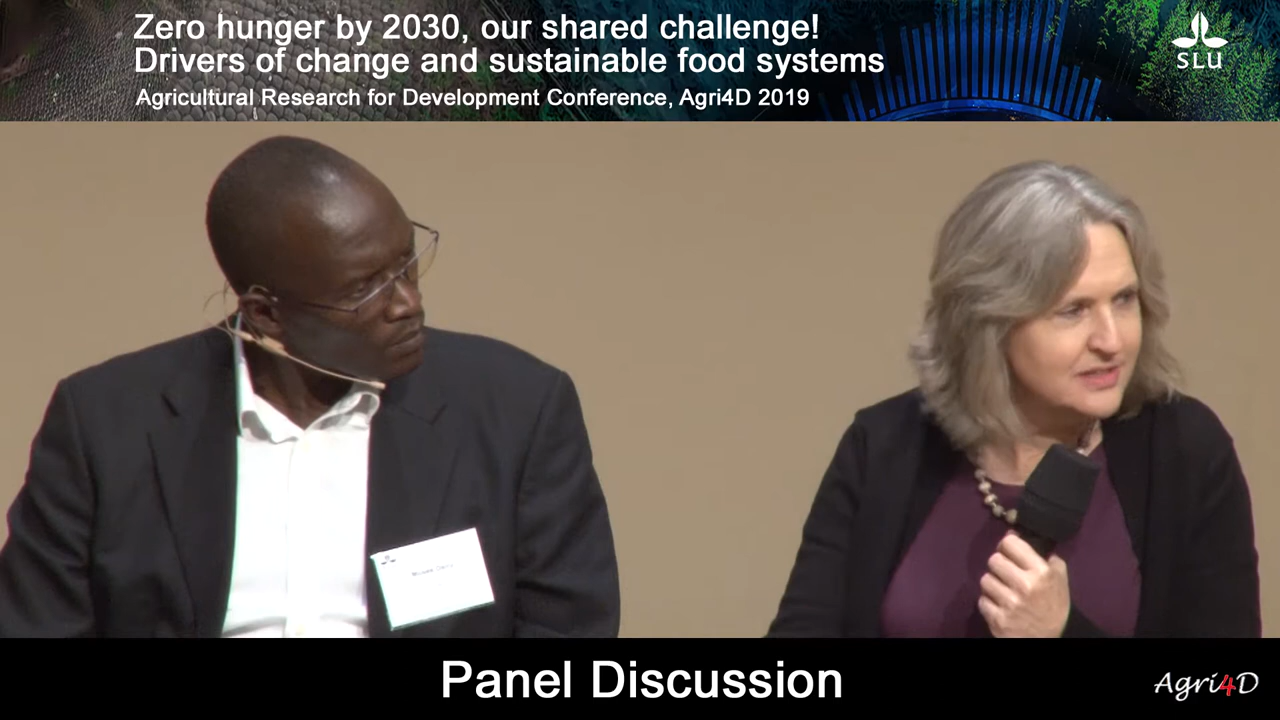 Zero hunger by 2030, our shared challenge!
Drivers of change and sustainable food systems
Agricultural Research for Development Conference, Agri4D 2019
SLU
Panel Discussion
Agri4D